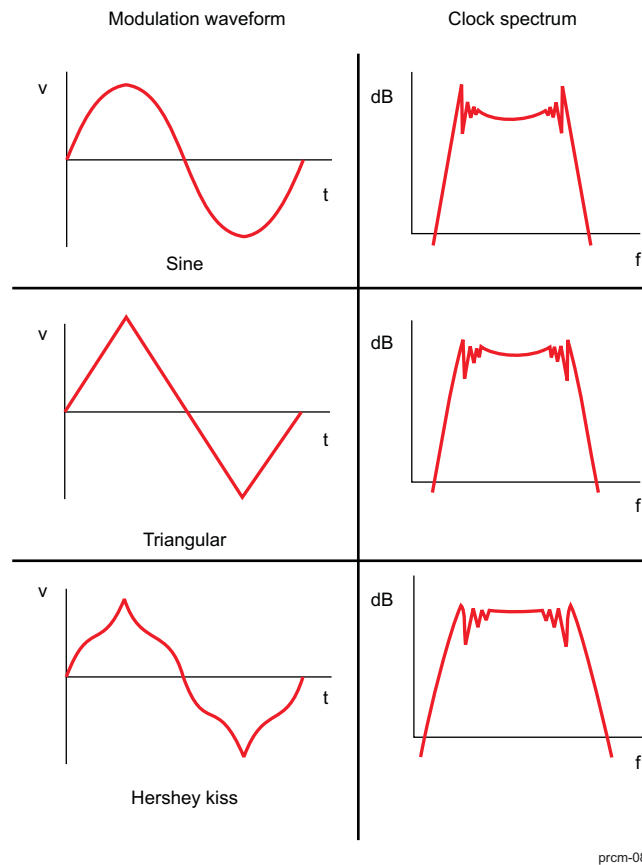 Modulation waveform
Clock spectrum
v
t
Sine
dB
f
v
t
Triangular
dB
f
v
t
Hershey kiss
dB
f